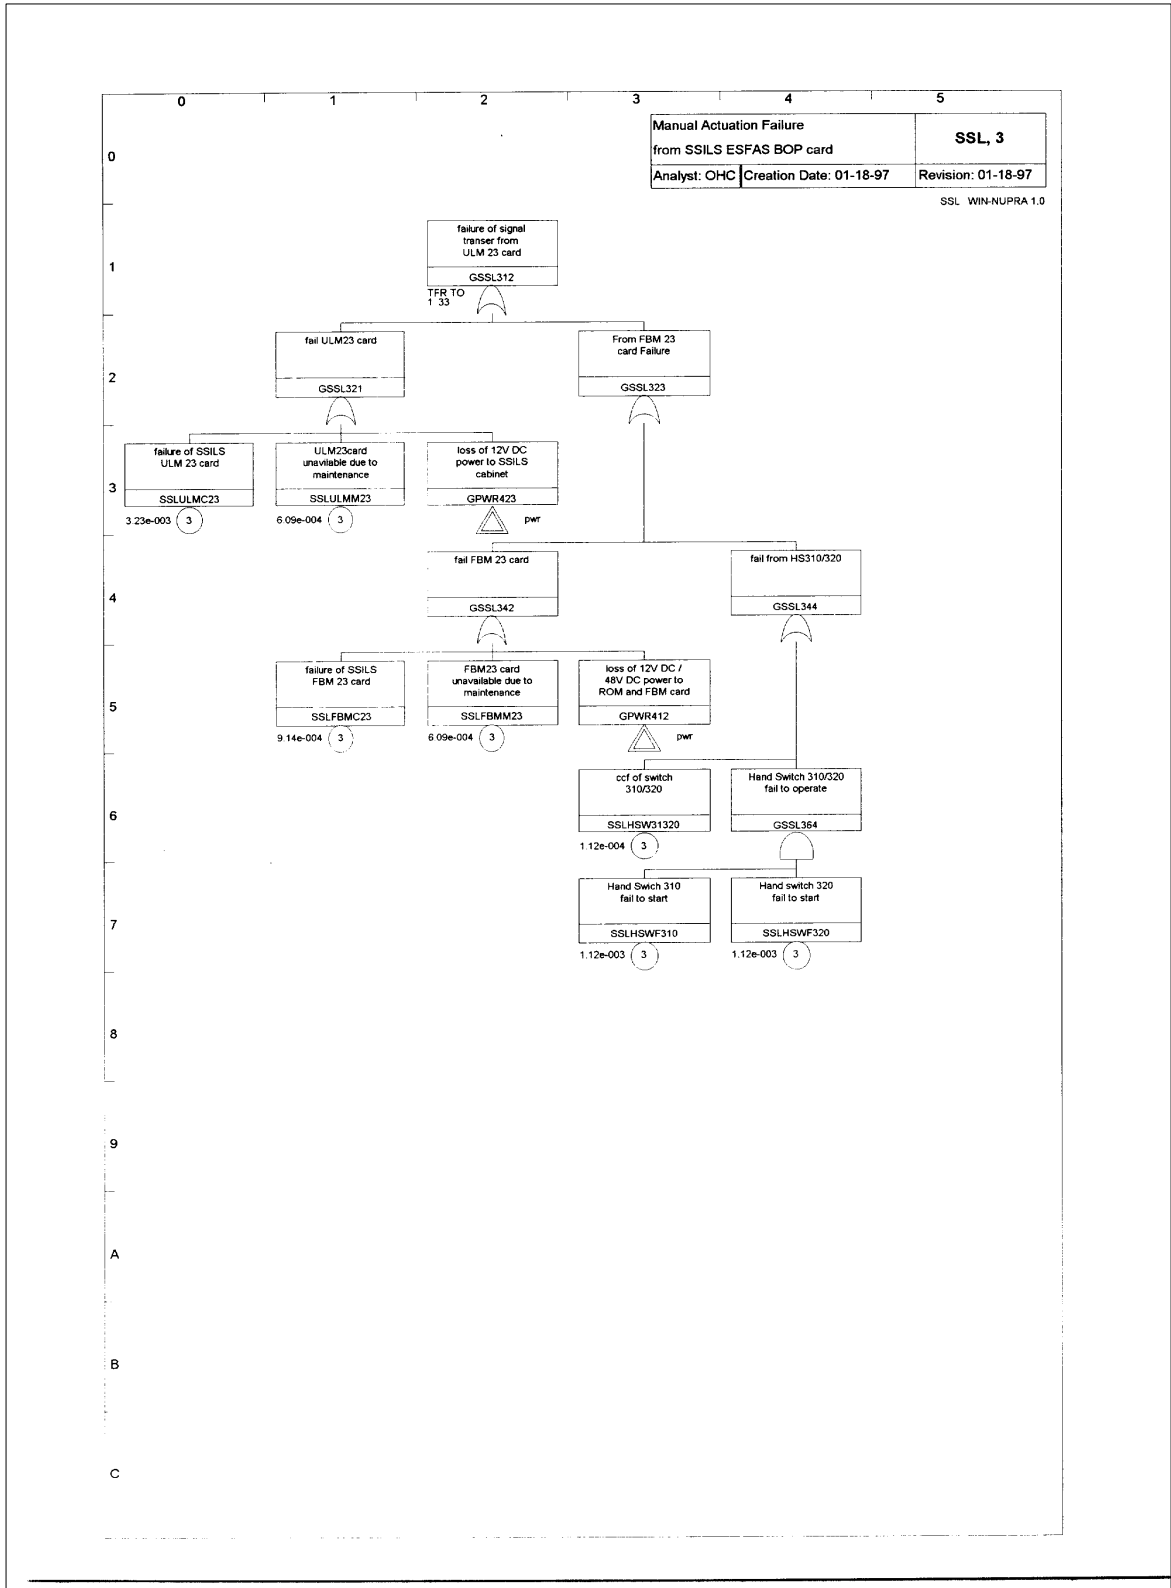 0 1 2 3 4 5
Manual Actuation Failure
from SSILS ESFAS BOP card
SSL, 3
Analyst: OHC Creation Date: 01-18-97 Revision: 01-18-97
SSL WIN-NUPRA 1.0
0
failure of signal
transer from
ULM 23 card
GSSL312
TFR TO
1 33
1
fail ULM23 card
GSSL321
From FBM 23
card Failure
GSSL323
2
failure of SSILS
ULM 23 card
SSLULMC23
3.23e-003 3
ULM23card
unavilable due to
maintenance
SSLULMM23
6.09e-004 3
loss of 12V DC
power to SSILS
cabinet
GPWR423
pwr
3
fail FBM 23 card
GSSL342
fail from HS310/320
GSSL344
4
failure of SSILS
FBM 23 card
SSLFBMC23
9.14e-004 3
FBM23 card
unavailable due to
maintenance
SSLFBMM23
6.09e-004 3
loss of 12V DC /
48V DC power to
ROM and FBM card
GPWR412
pwr
5
ccf of switch
310/320
SSLHSW31320
1.12e-004 3
Hand Switch 310/320
fail to operate
GSSL364
6
Hand Swich 310
fail to start
SSLHSWF310
1.12e-003 3
Hand switch 320
fail to start
SSLHSWF320
1.12e-003 3
7
8
9
A
B
C